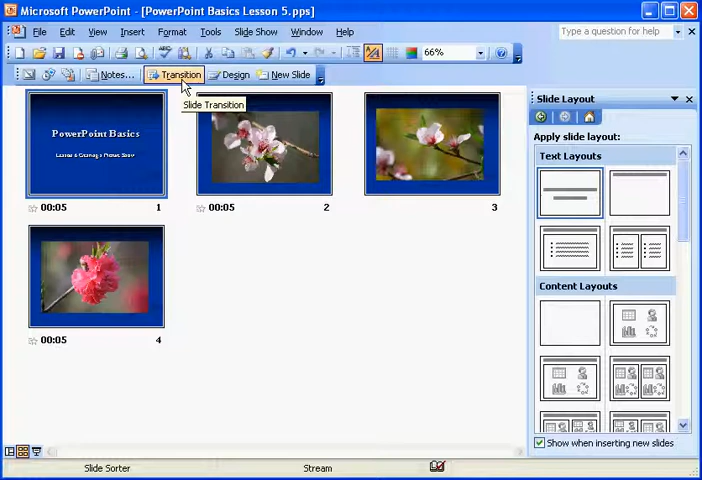 Microsoft PowerPoint - [PowerPoint Basics Lesson 5.pps]
File Edit View Insert Format Tools Slide Show Window Help
Type a question for help
66%
Notes... Transition Design New Slide
Slide Transition
Slide Layout
Apply slide layout:
Text Layouts
Content Layouts
Show when inserting new slides
PowerPoint Basics
00:05 1
00:05 2
3
00:05 4
Slide Sorter
Stream